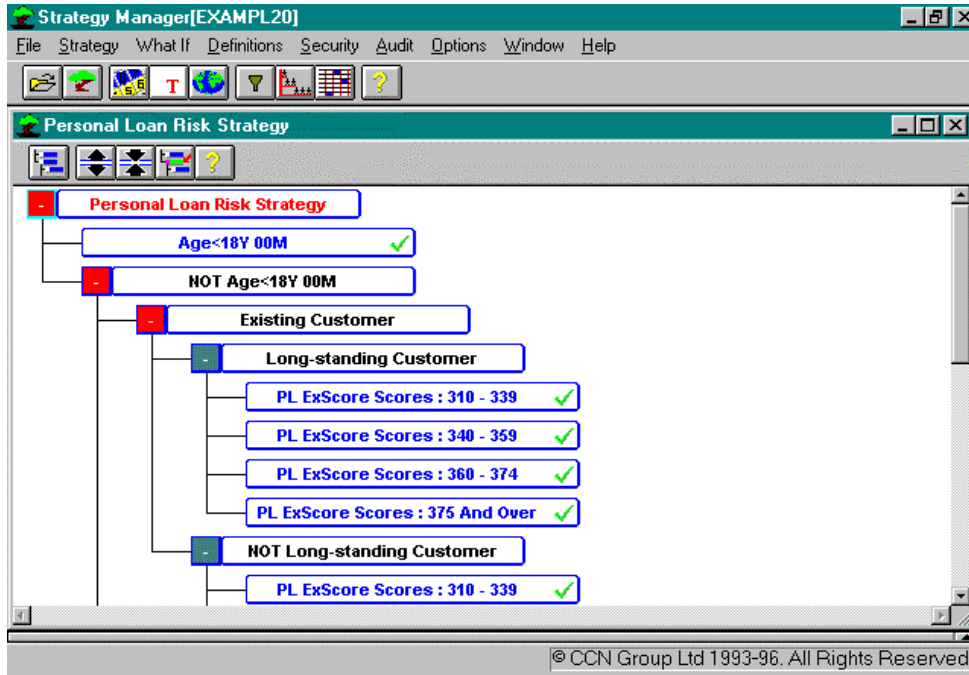 Strategy Manager[EXAMPL20]
File Strategy What If Definitions Security Audit Options Window Help
T
?
Personal Loan Risk Strategy
?
- Personal Loan Risk Strategy
Age<18Y 00M
- NOT Age<18Y 00M
- Existing Customer
- Long-standing Customer
PL ExScore Scores : 310 - 339
PL ExScore Scores : 340 - 359
PL ExScore Scores : 360 - 374
PL ExScore Scores : 375 And Over
- NOT Long-standing Customer
PL ExScore Scores : 310 - 339
© CCN Group Ltd 1993-96. All Rights Reserved